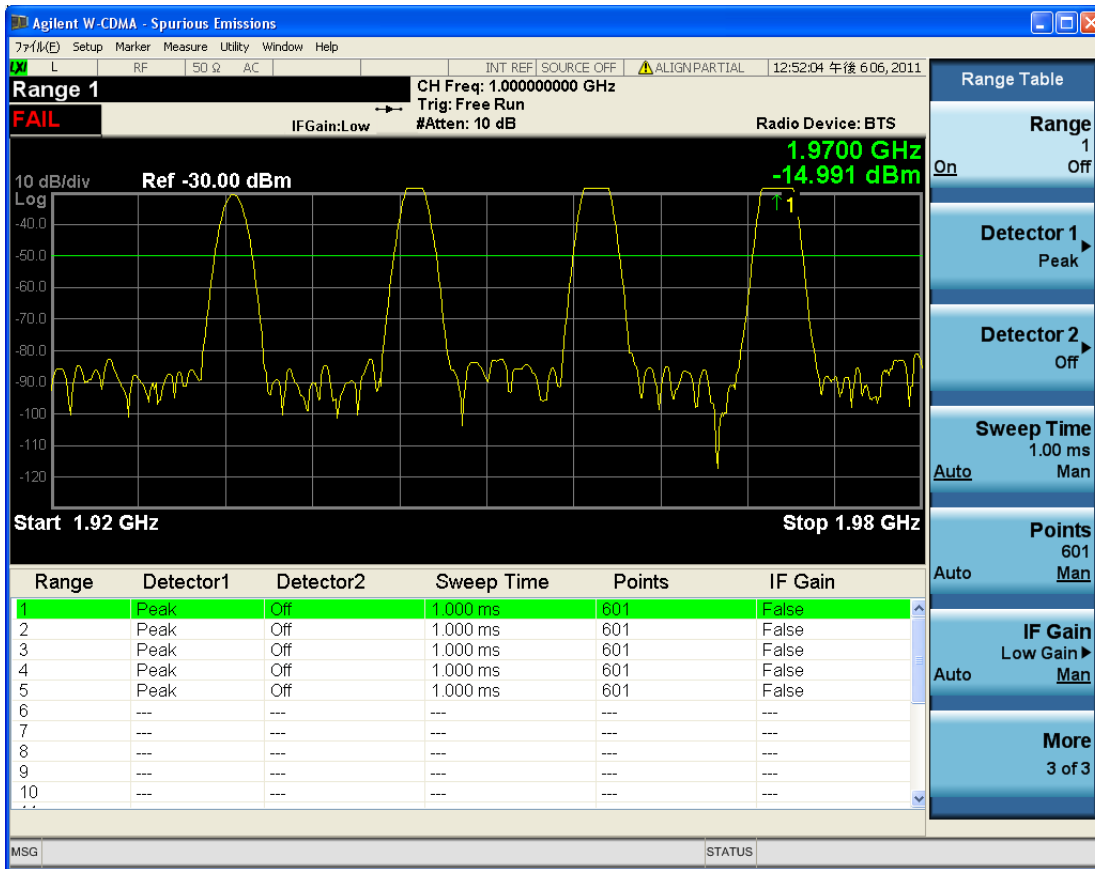 Agilent W-CDMA - Spurious Emissions
ﾌｧｲﾙ(F) Setup Marker Measure Utility Window Help
LXI L RF 50 Ω AC INT REF SOURCE OFF ALIGN PARTIAL 12:52:04 午後 6 06, 2011
Range 1
CH Freq: 1.000000000 GHz
Trig: Free Run
FAIL
IFGain:Low #Atten: 10 dB Radio Device: BTS
1.9700 GHz
-14.991 dBm
10 dB/div Ref -30.00 dBm
Log
1
-40.0
-50.0
-60.0
-70.0
-80.0
-90.0
-100
-110
-120
Start 1.92 GHz Stop 1.98 GHz
Range Detector1 Detector2 Sweep Time Points IF Gain
1 Peak Off 1.000 ms 601 False
2 Peak Off 1.000 ms 601 False
3 Peak Off 1.000 ms 601 False
4 Peak Off 1.000 ms 601 False
5 Peak Off 1.000 ms 601 False
6 --- --- --- --- ---
7 --- --- --- --- ---
8 --- --- --- --- ---
9 --- --- --- --- ---
10 --- --- --- --- ---
MSG STATUS
Range Table
Range
1
On Off
Detector 1
Peak
Detector 2
Off
Sweep Time
1.00 ms
Auto Man
Points
601
Auto Man
IF Gain
Low Gain
Auto Man
More
3 of 3